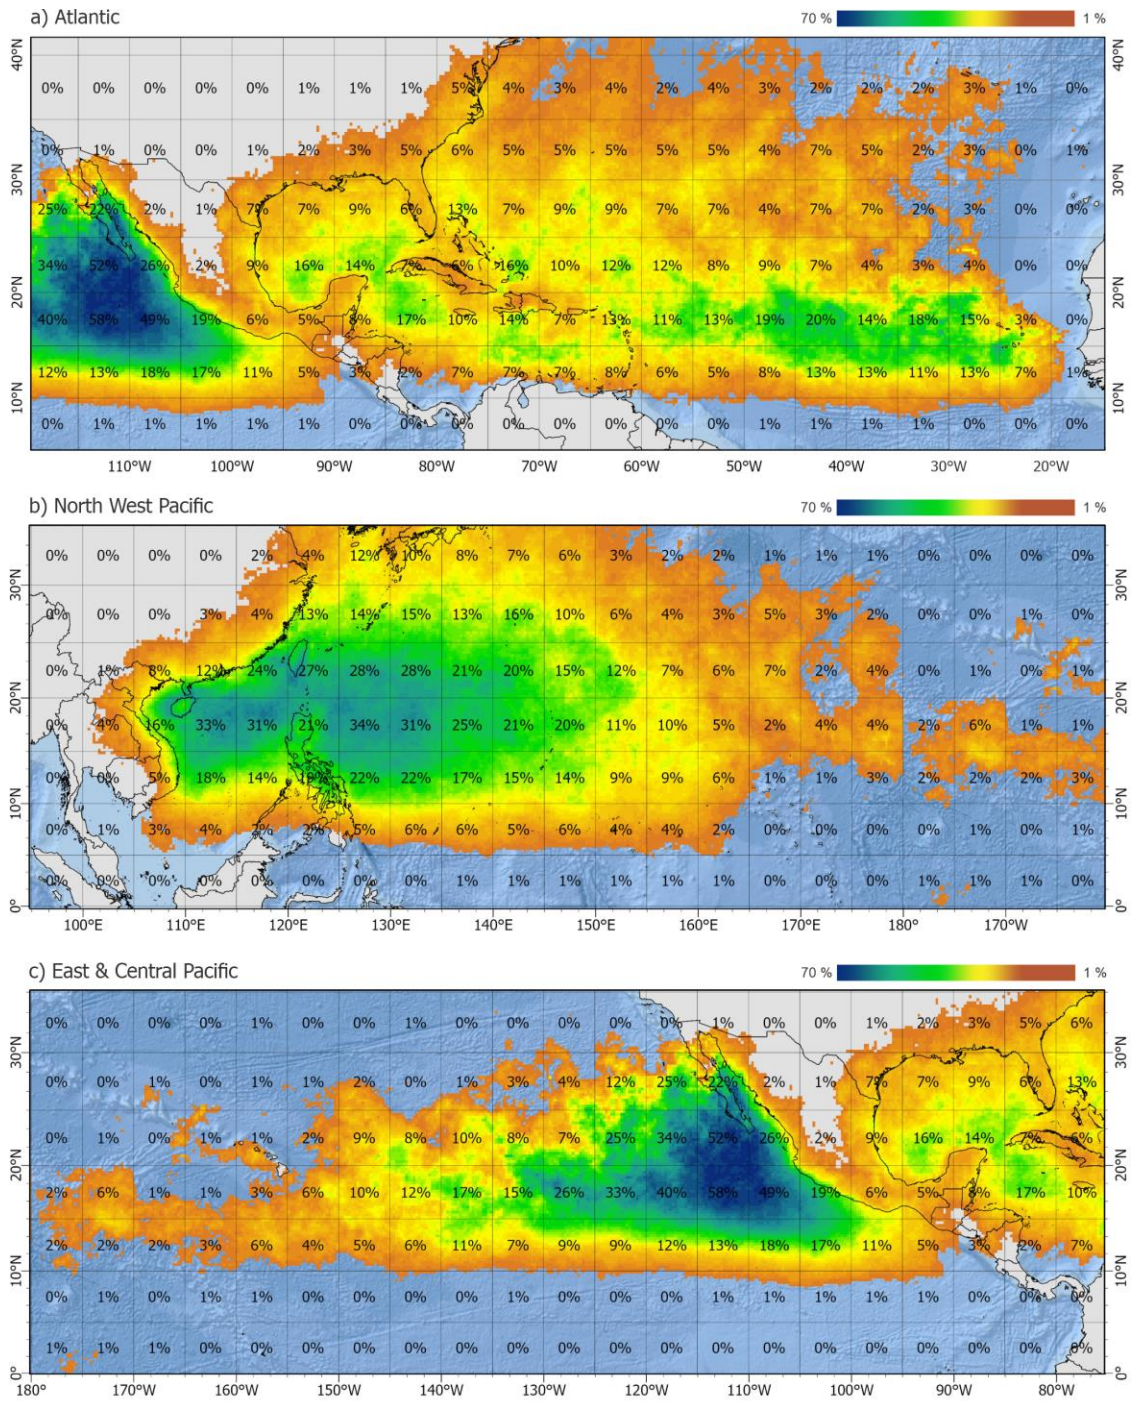 a) Atlantic
70 % 1 %
40°N 40°N
0% 0% 0% 0% 0% 1% 1% 1% 5% 4% 3% 4% 2% 4% 3% 2% 2% 2% 3% 1% 0%
0% 1% 0% 0% 1% 2% 3% 5% 6% 5% 5% 5% 5% 5% 4% 7% 5% 2% 3% 0% 1%
30°N 30°N
25% 22% 2% 1% 7% 7% 9% 6% 13% 7% 9% 9% 7% 7% 4% 7% 7% 2% 3% 0% 0%
34% 52% 26% 2% 9% 16% 14% 7% 6% 16% 10% 12% 12% 8% 9% 7% 4% 3% 4% 0% 0%
20°N 20°N
40% 58% 49% 19% 6% 5% 8% 17% 10% 14% 7% 13% 11% 13% 19% 20% 14% 18% 15% 3% 0%
12% 13% 18% 17% 11% 5% 3% 2% 7% 7% 7% 8% 6% 5% 8% 13% 13% 11% 13% 7% 1%
10°N 10°N
0% 1% 1% 1% 1% 1% 0% 0% 0% 0% 0% 0% 0% 0% 1% 1% 1% 1% 0% 0% 0%
110°W 100°W 90°W 80°W 70°W 60°W 50°W 40°W 30°W 20°W
b) North West Pacific
70 % 1 %
0% 0% 0% 0% 2% 4% 12% 10% 8% 7% 6% 3% 2% 2% 1% 1% 1% 0% 0% 0% 0%
30°N 30°N
0% 0% 0% 3% 4% 13% 14% 15% 13% 16% 10% 6% 4% 3% 5% 3% 2% 0% 0% 1% 0%
0% 1% 8% 12% 24% 27% 28% 28% 21% 20% 15% 12% 7% 6% 7% 2% 4% 0% 1% 0% 1%
20°N 20°N
0% 4% 16% 33% 31% 21% 34% 31% 25% 21% 20% 11% 10% 5% 2% 4% 4% 2% 6% 1% 1%
0% 0% 5% 18% 14% 19% 22% 22% 17% 15% 14% 9% 9% 6% 1% 1% 3% 2% 2% 2% 3%
10°N 10°N
0% 1% 3% 4% 2% 2% 5% 6% 6% 5% 6% 4% 4% 2% 0% 0% 0% 0% 1% 0% 1%
0% 0% 0% 0% 0% 0% 0% 0% 1% 1% 1% 1% 1% 1% 0% 0% 0% 1% 1% 1% 0%
0° 0°
100°E 110°E 120°E 130°E 140°E 150°E 160°E 170°E 180° 170°W
c) East & Central Pacific
70 % 1 %
0% 0% 0% 0% 1% 0% 0% 1% 0% 0% 0% 0% 0% 1% 0% 0% 1% 2% 3% 5% 6%
30°N 30°N
0% 0% 1% 0% 1% 1% 2% 0% 1% 3% 4% 12% 25% 22% 2% 1% 7% 7% 9% 6% 13%
0% 1% 0% 1% 1% 2% 9% 8% 10% 8% 7% 25% 34% 52% 26% 2% 9% 16% 14% 7% 6%
20°N 20°N
2% 6% 1% 1% 3% 6% 10% 12% 17% 15% 26% 33% 40% 58% 49% 19% 6% 5% 8% 17% 10%
2% 2% 2% 3% 6% 4% 5% 6% 11% 7% 9% 9% 12% 13% 18% 17% 11% 5% 3% 2% 7%
10°N 10°N
0% 1% 0% 1% 1% 0% 0% 0% 0% 1% 0% 0% 0% 1% 1% 1% 1% 1% 0% 0% 0%
1% 1% 1% 0% 0% 0% 0% 0% 0% 0% 0% 0% 0% 0% 0% 0% 0% 0% 0% 0%
0° 0°
180° 170°W 160°W 150°W 140°W 130°W 120°W 110°W 100°W 90°W 80°W